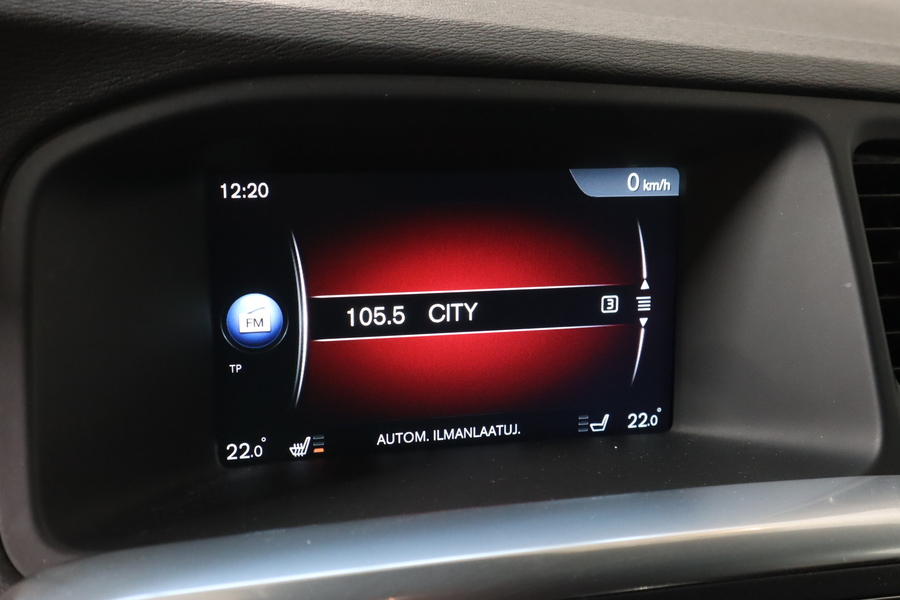 12:20
0 km/h
105.5 CITY 3
FM
TP
22.0° AUTOM. ILMANLAATUJ. 22.0°